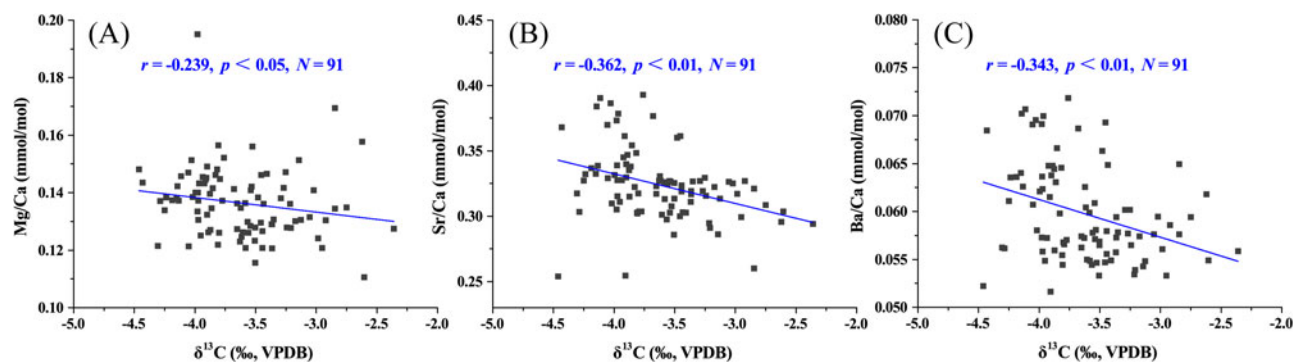 (A)
r = -0.239, p < 0.05, N = 91
Mg/Ca (mmol/mol)
0.20
0.18
0.16
0.14
0.12
0.10
-5.0 -4.5 -4.0 -3.5 -3.0 -2.5 -2.0
δ¹³C (‰, VPDB)
(B)
r = -0.362, p < 0.01, N = 91
Sr/Ca (mmol/mol)
0.45
0.40
0.35
0.30
0.25
-5.0 -4.5 -4.0 -3.5 -3.0 -2.5 -2.0
δ¹³C (‰, VPDB)
(C)
r = -0.343, p < 0.01, N = 91
Ba/Ca (mmol/mol)
0.080
0.075
0.070
0.065
0.060
0.055
0.050
-5.0 -4.5 -4.0 -3.5 -3.0 -2.5 -2.0
δ¹³C (‰, VPDB)